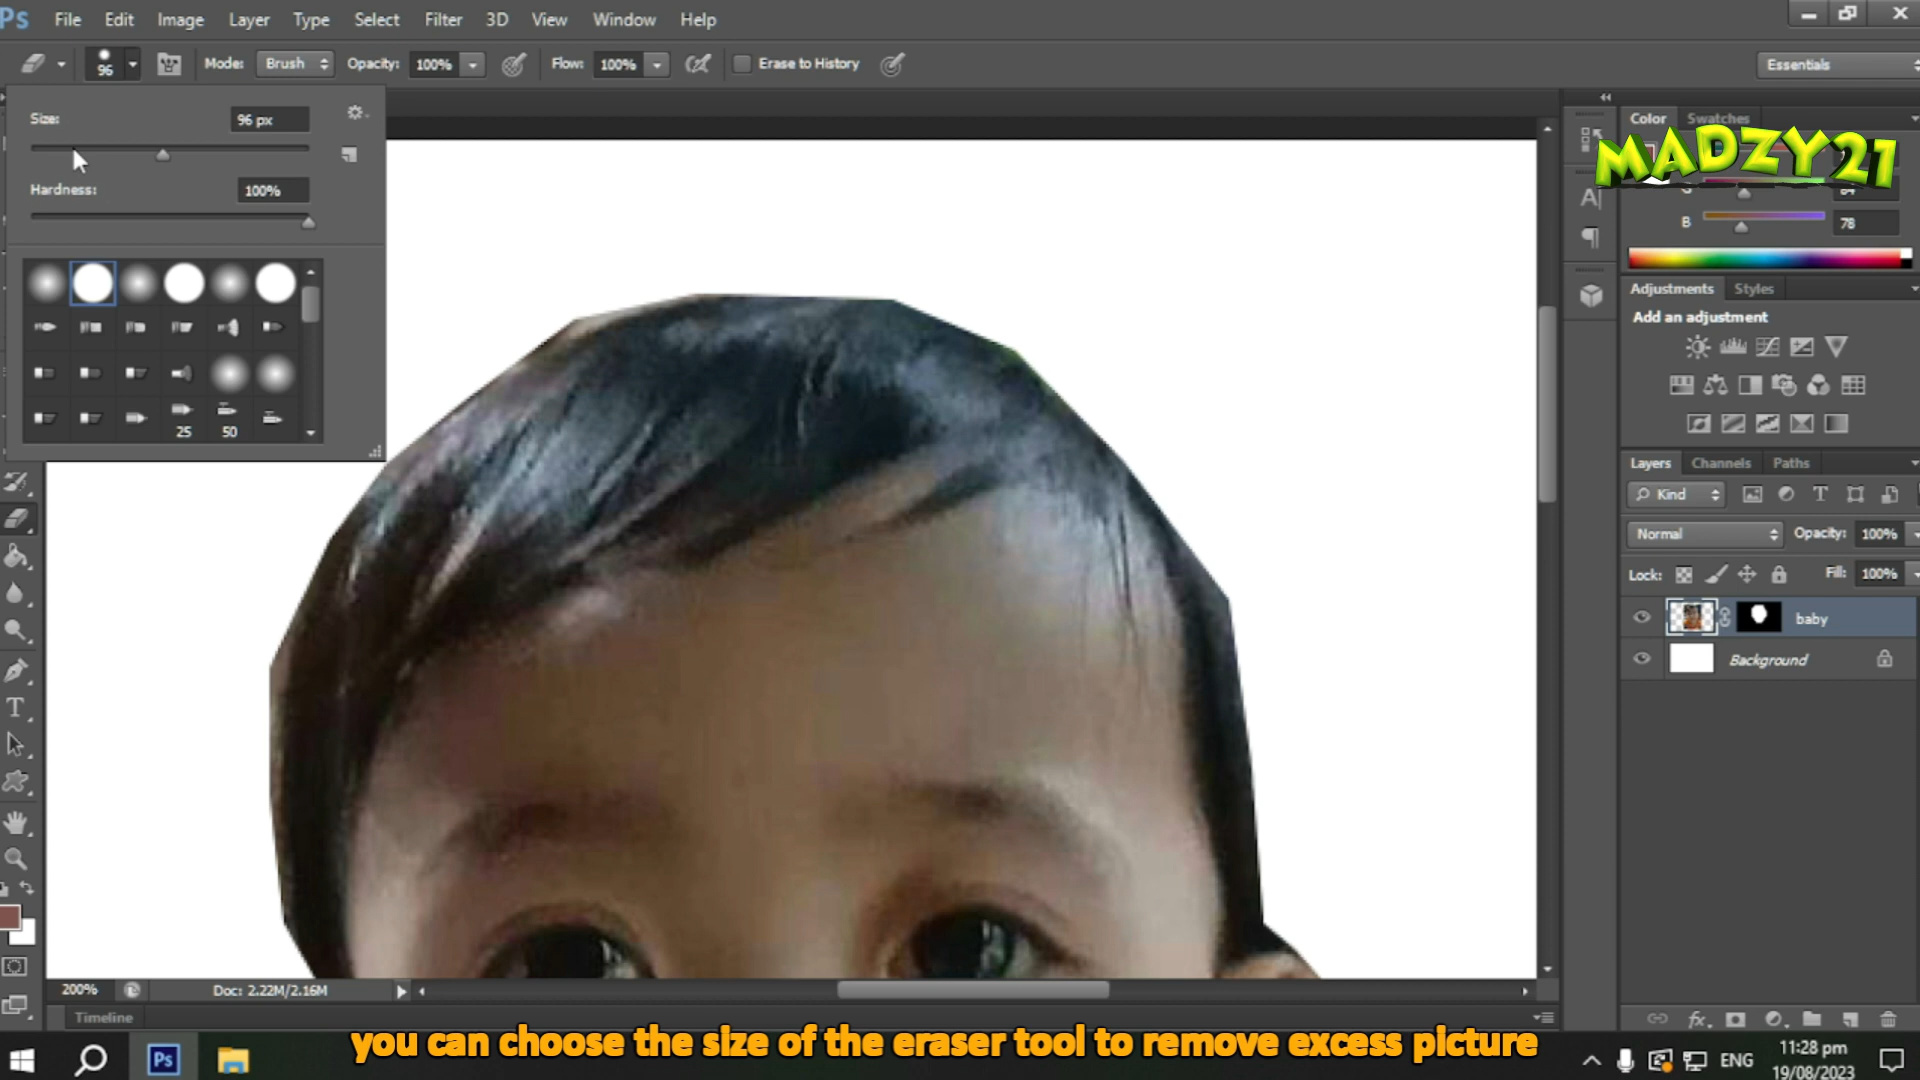 Ps File Edit Image Layer Type Select Filter 3D View Window Help
96 Mode: Brush Opacity: 100% Flow: 100% Erase to History Essentials
Size: 96 px
Hardness: 100%
25 50
Color Swatches
MADZY21
B 78
Adjustments Styles
Add an adjustment
Layers Channels Paths
Kind
Normal Opacity: 100%
Lock: Fill: 100%
baby
Background
200% Doc: 2.22M/2.16M
Timeline
you can choose the size of the eraser tool to remove excess picture
Ps ENG 11:28 pm
19/08/2023